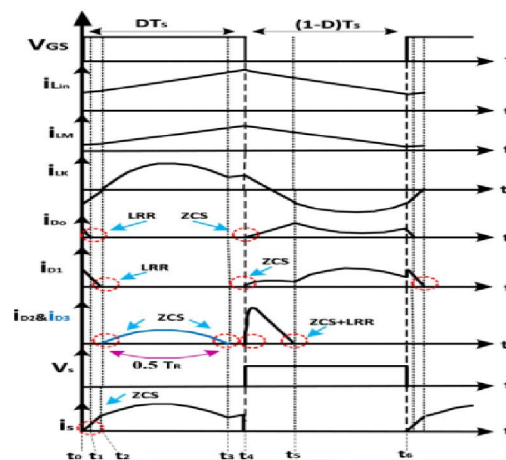 DTs (1-D)Ts
VGS t
iLin t
iLM t
iLK t
iDo LRR ZCS t
iD1 LRR ZCS t
iD2&iD3 ZCS ZCS+LRR t
0.5 TR
Vs t
ZCS
is t
t0 t1 t2 t3 t4 t5 t6